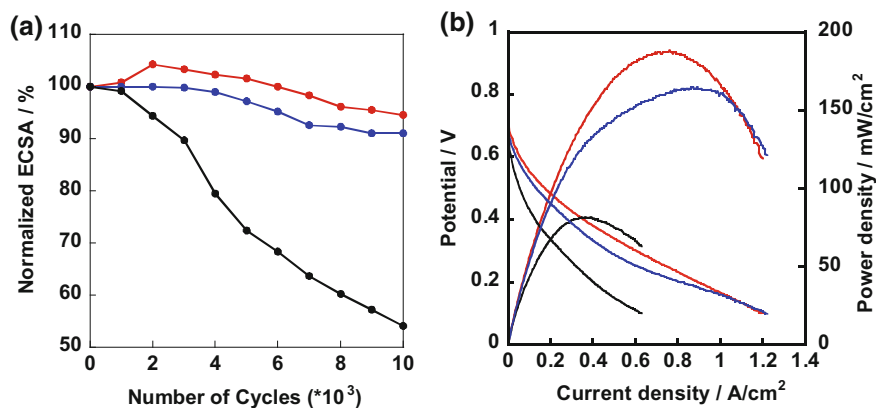 (a)
110
100
90
80
70
60
50
Normalized ECSA / %
0 2 4 6 8 10
Number of Cycles (*10³)
(b)
1
0.8
0.6
0.4
0.2
0
Potential / V
200
150
100
50
0
Power density / mW/cm²
0 0.2 0.4 0.6 0.8 1 1.2 1.4
Current density / A/cm²